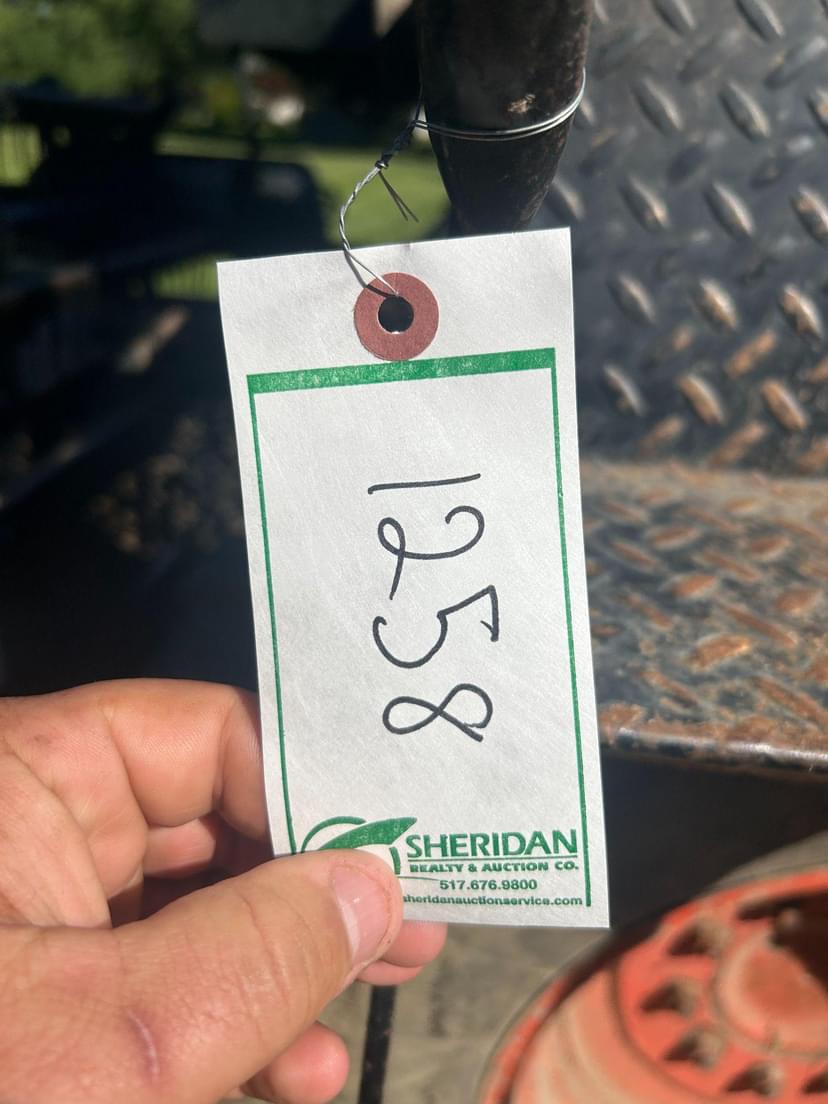 1258
SHERIDAN
REALTY & AUCTION CO.
517.676.9800
sheridanauctionservice.com